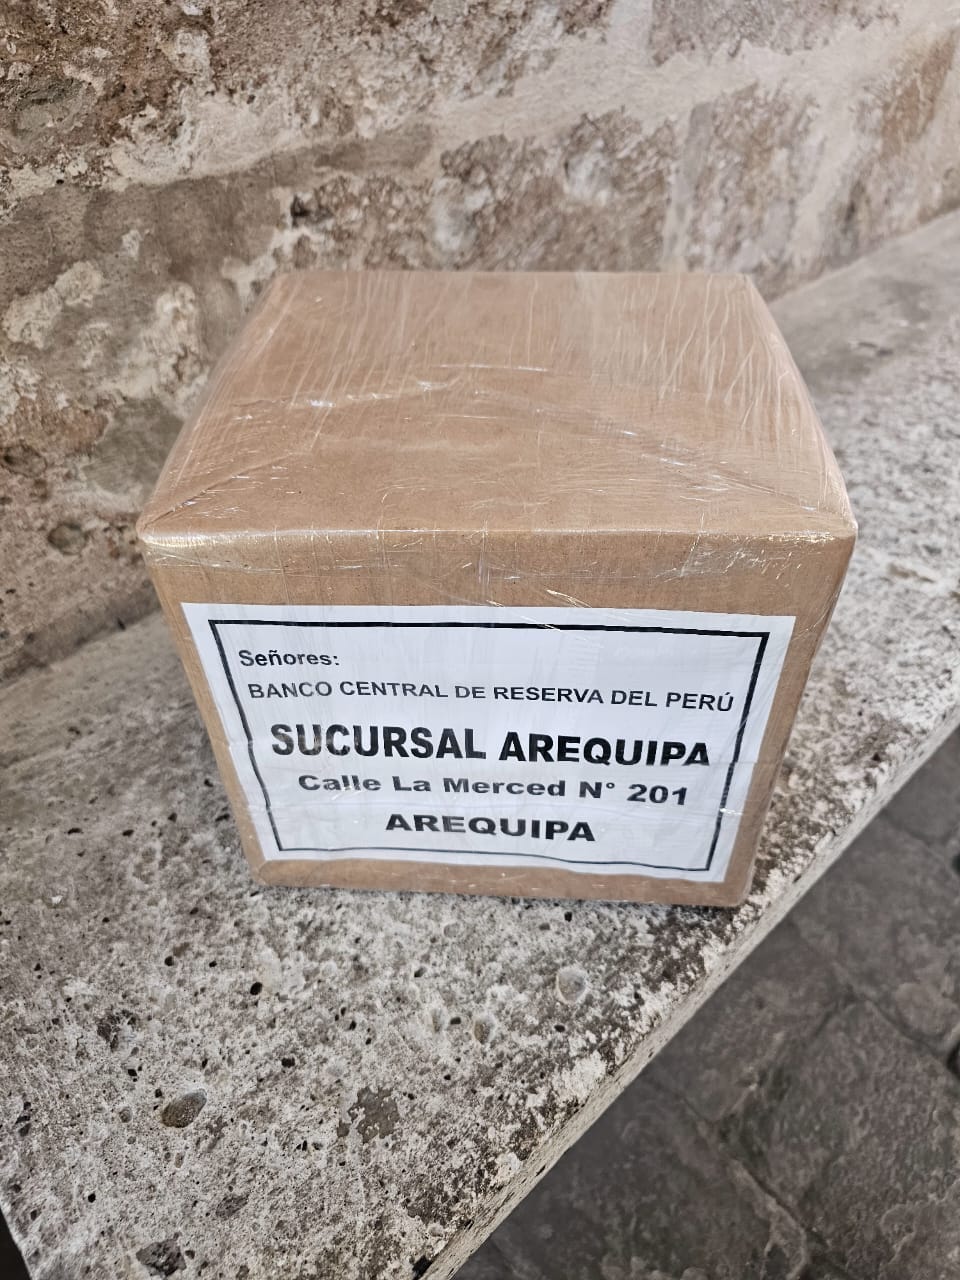 Señores:
BANCO CENTRAL DE RESERVA DEL PERÚ
SUCURSAL AREQUIPA
Calle La Merced N° 201
AREQUIPA